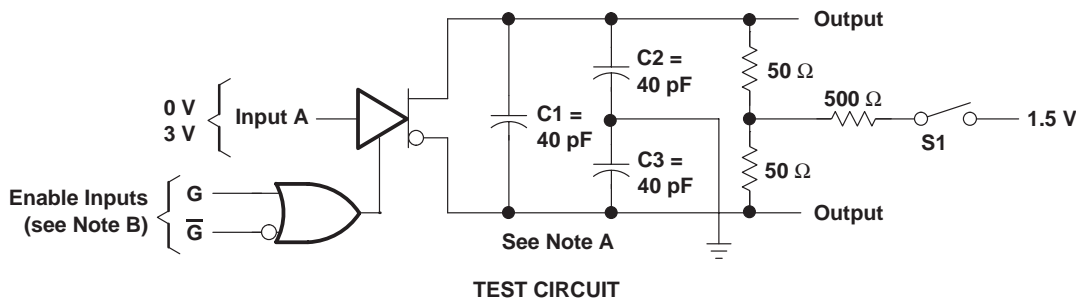 Output
C2 =
40 pF
50 Ω
0 V
3 V
Input A
C1 =
40 pF
500 Ω
1.5 V
S1
C3 =
40 pF
50 Ω
Enable Inputs
(see Note B)
G
G̅
Output
See Note A
TEST CIRCUIT